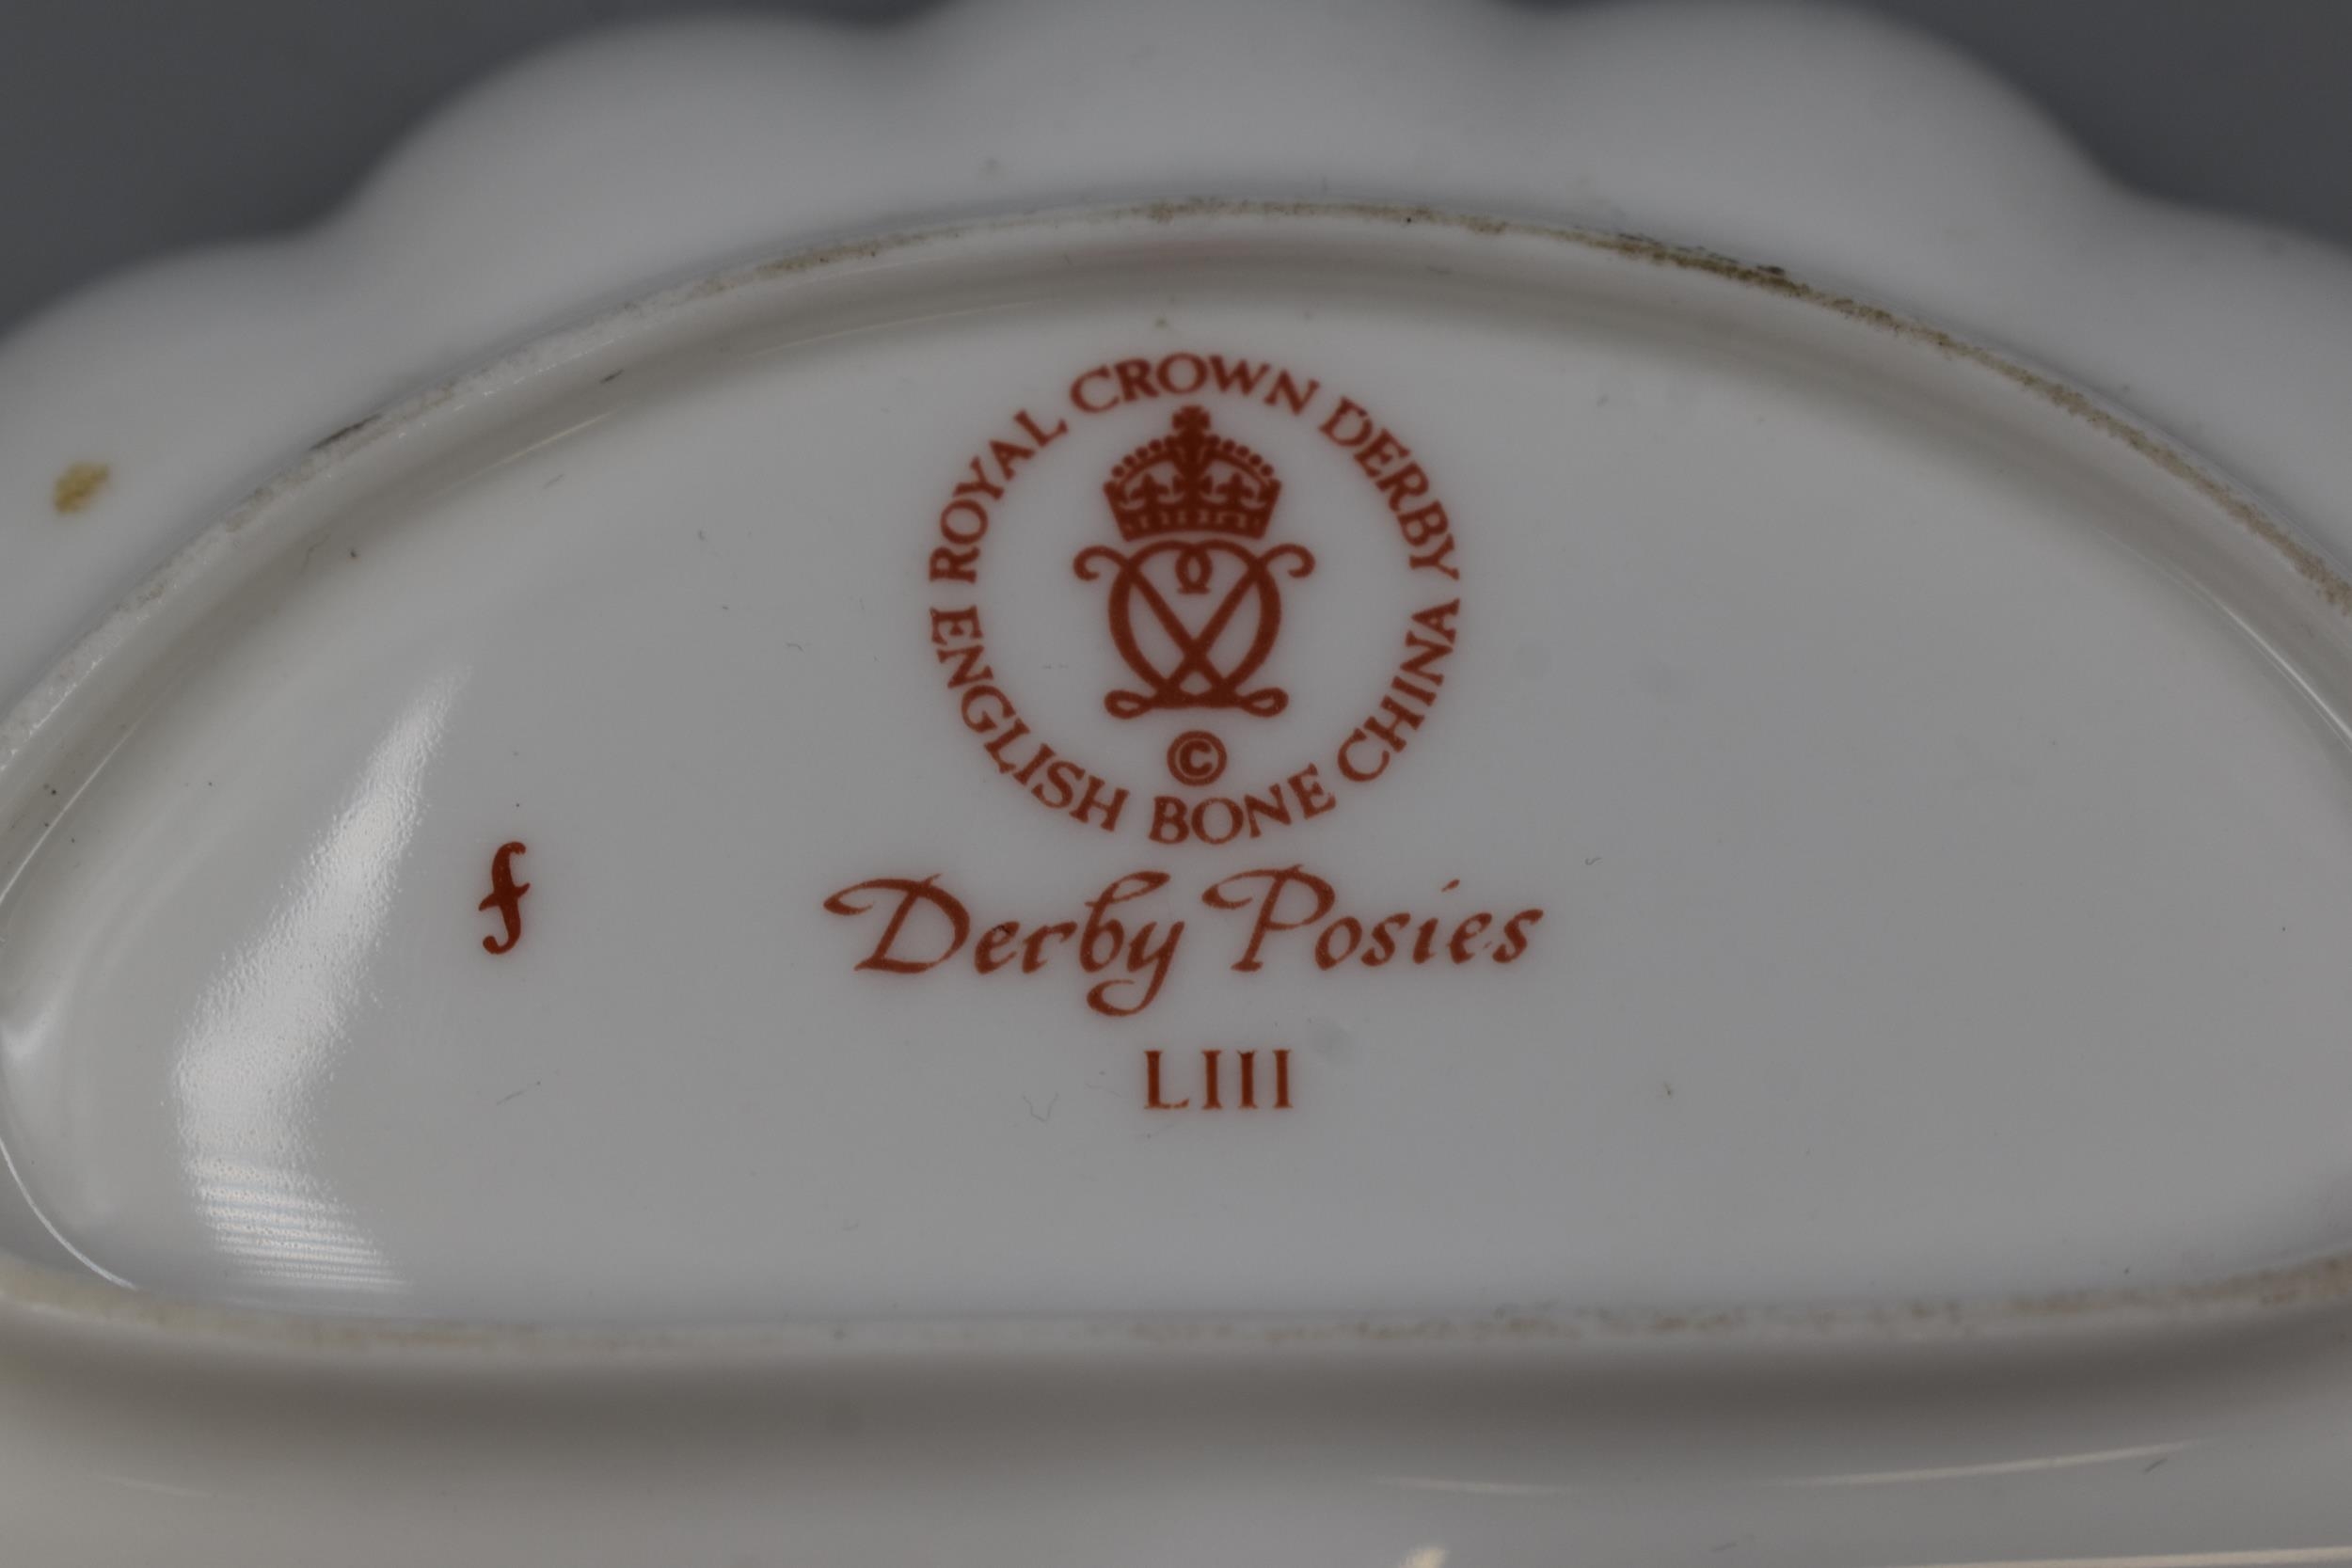 ROYAL CROWN DERBY
ENGLISH BONE CHINA
©
f
Derby Posies
LIII